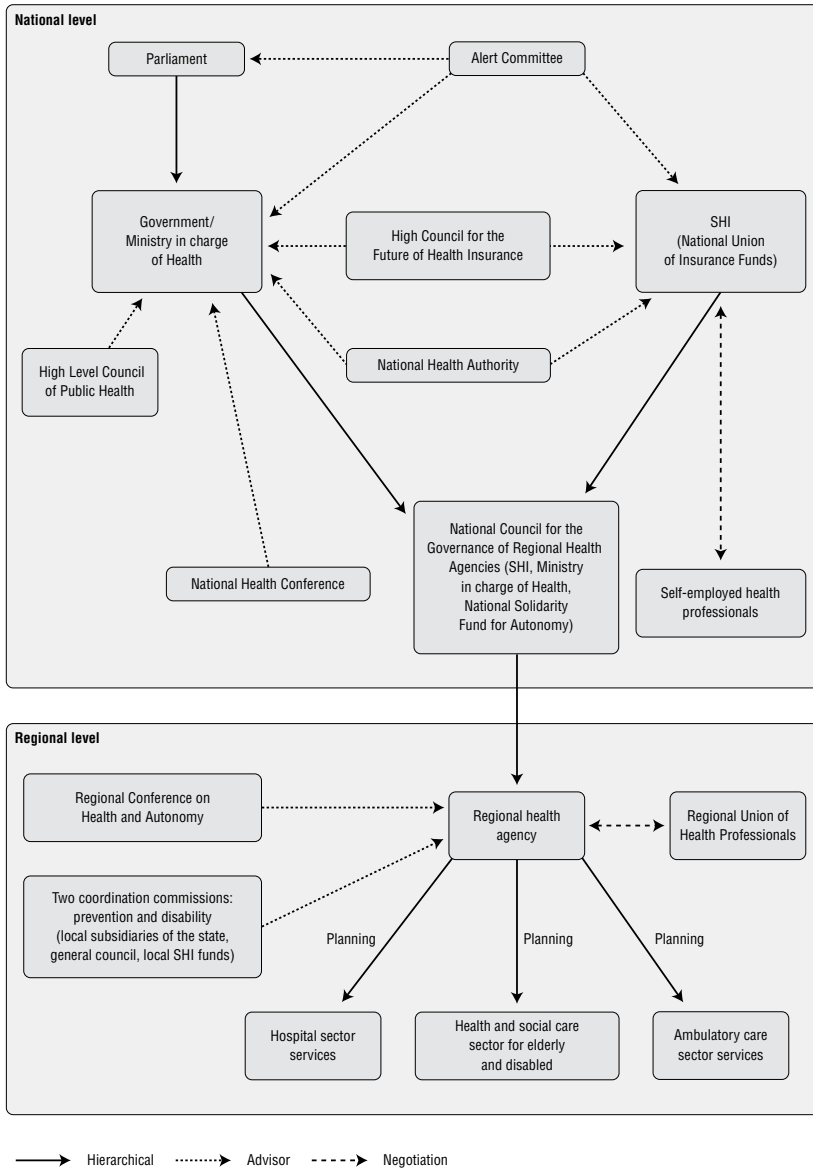 National level
Parliament
Alert Committee
Government/
Ministry in charge
of Health
High Council for the
Future of Health Insurance
SHI
(National Union
of Insurance Funds)
High Level Council
of Public Health
National Health Authority
National Health Conference
National Council for the
Governance of Regional Health
Agencies (SHI, Ministry
in charge of Health,
National Solidarity
Fund for Autonomy)
Self-employed health
professionals
Regional level
Regional Conference on
Health and Autonomy
Regional health
agency
Regional Union of
Health Professionals
Two coordination commissions:
prevention and disability
(local subsidiaries of the state,
general council, local SHI funds)
Planning
Planning
Planning
Hospital sector
services
Health and social care
sector for elderly
and disabled
Ambulatory care
sector services
Hierarchical
Advisor
Negotiation